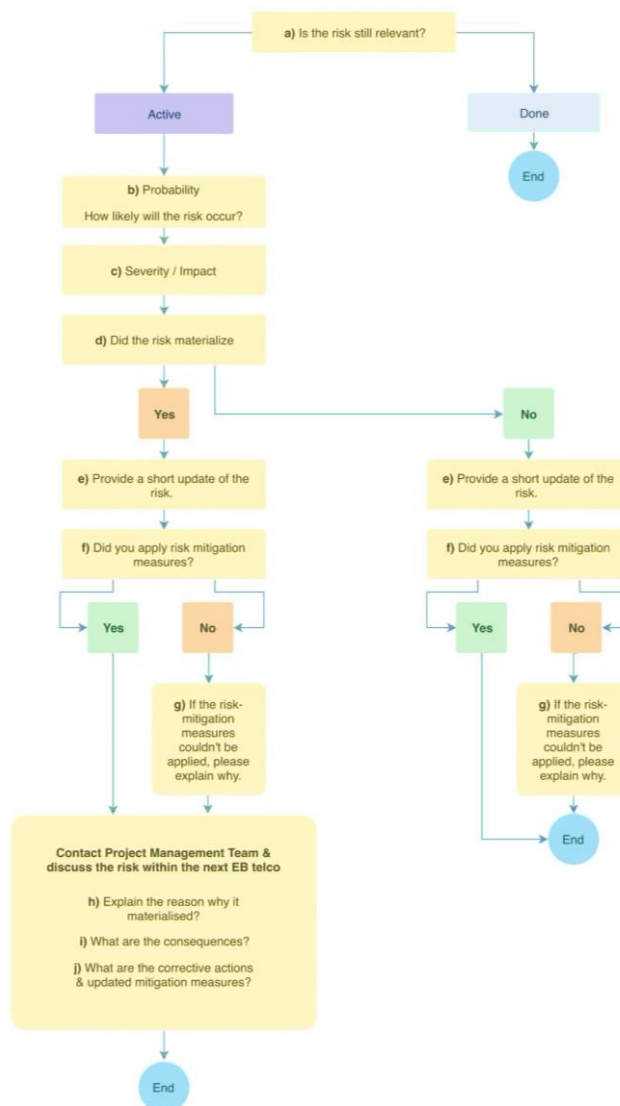 a) Is the risk still relevant?
Active
Done
End
b) Probability
How likely will the risk occur?
c) Severity / Impact
d) Did the risk materialize
Yes
No
e) Provide a short update of the
risk.
e) Provide a short update of the
risk.
f) Did you apply risk mitigation
measures?
f) Did you apply risk mitigation
measures?
Yes
No
Yes
No
g) If the risk-
mitigation
measures
couldn't be
applied, please
explain why.
g) If the risk-
mitigation
measures
couldn't be
applied, please
explain why.
End
Contact Project Management Team &
discuss the risk within the next EB telco
h) Explain the reason why it
materialised?
i) What are the consequences?
j) What are the corrective actions
& updated mitigation measures?
End